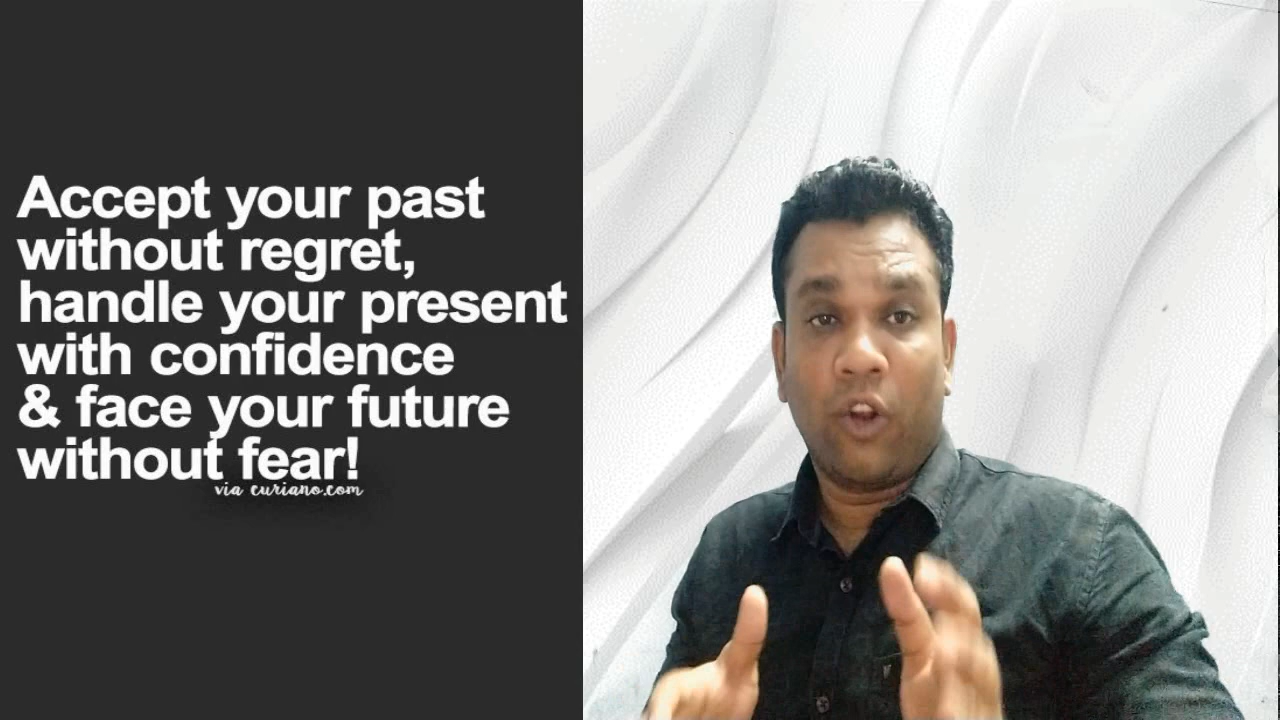 Accept your past
without regret,
handle your present
with confidence
& face your future
without fear!
via curiano.com